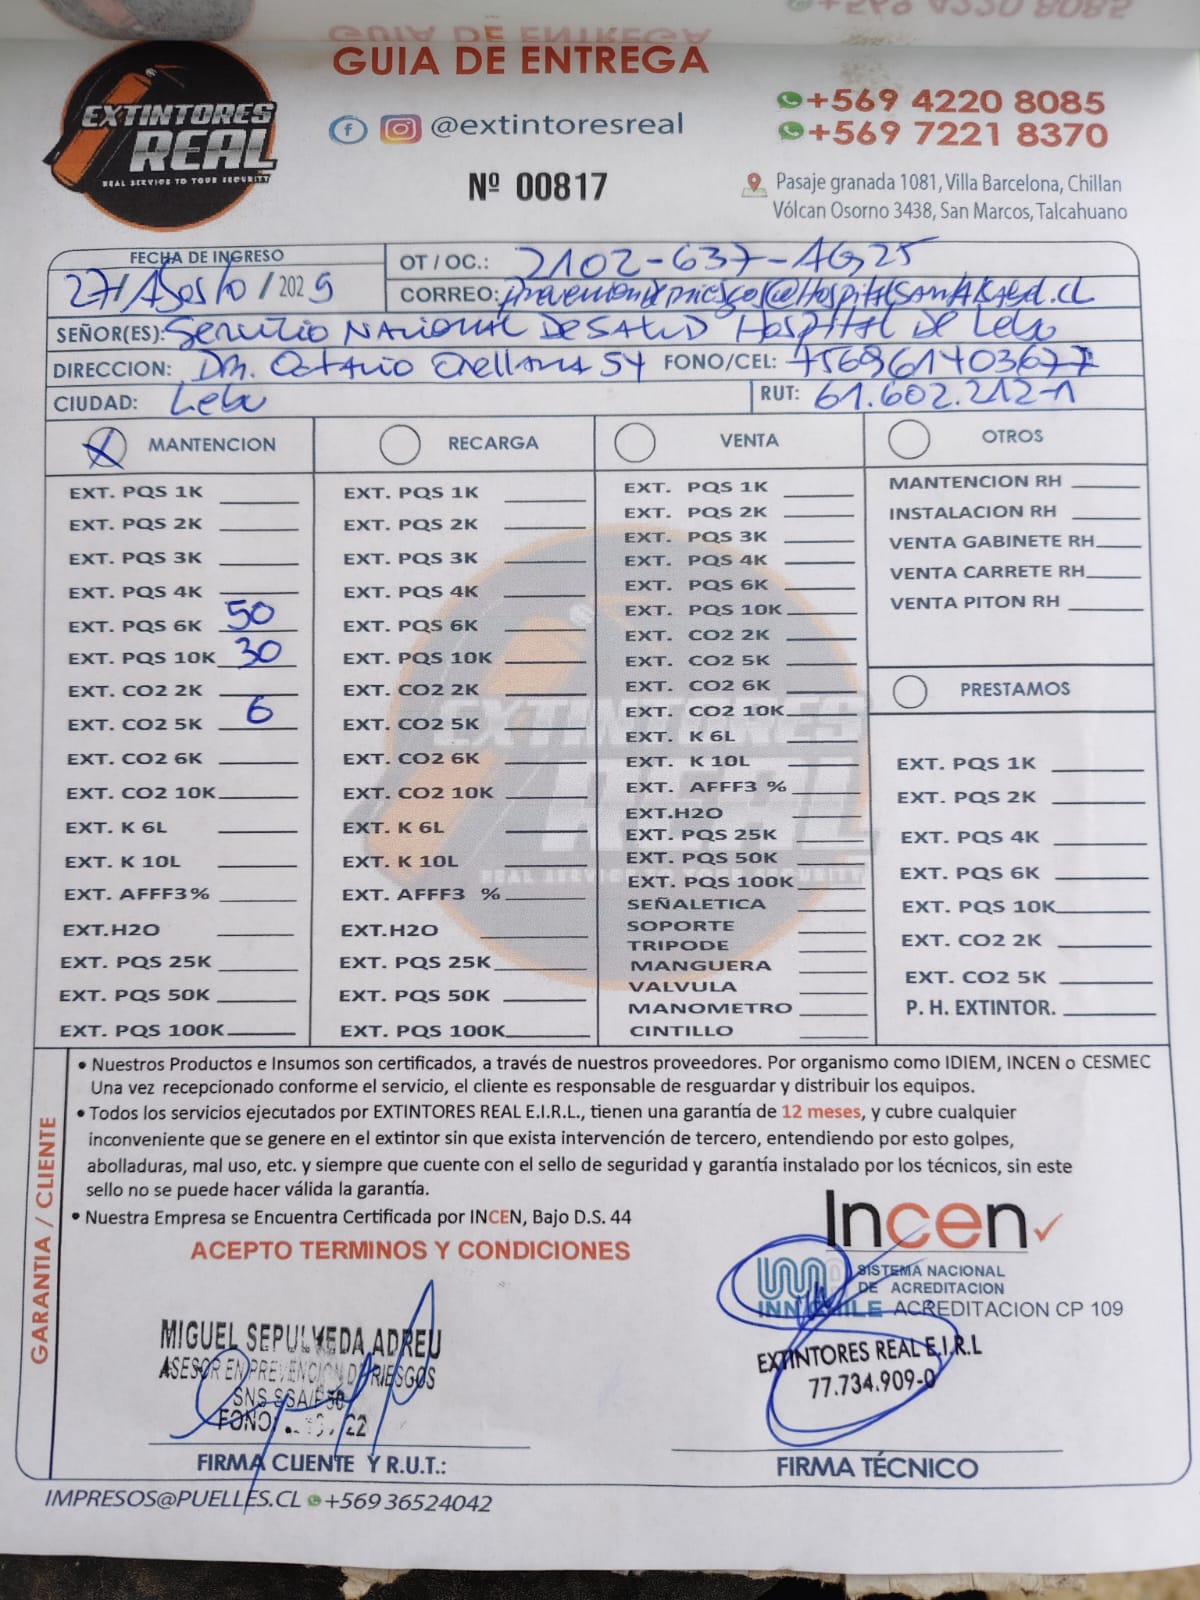 GUIA DE ENTREGA
EXTINTORES
REAL
REAL SERVICE TO YOUR SECURITY
@extintoresreal
+569 4220 8085
+569 7221 8370
Nº 00817
Pasaje granada 1081, Villa Barcelona, Chillan
Vólcan Osorno 3438, San Marcos, Talcahuano
FECHA DE INGRESO
27/Agosto/2025
OT / OC.: 2102-637-AG25
CORREO: prevencionderiesgos@Hospitalsantaisabel.cl
SEÑOR(ES): Servicio Nacional De Salud Hospital De Lebu
DIRECCION: Dr. Octavio Orellana 54 FONO/CEL: +56961403677
CIUDAD: Lebu
RUT: 61.602.212-1
X MANTENCION
EXT. PQS 1K
EXT. PQS 2K
EXT. PQS 3K
EXT. PQS 4K
EXT. PQS 6K 50
EXT. PQS 10K 30
EXT. CO2 2K
EXT. CO2 5K 6
EXT. CO2 6K
EXT. CO2 10K
EXT. K 6L
EXT. K 10L
EXT. AFFF3%
EXT.H2O
EXT. PQS 25K
EXT. PQS 50K
EXT. PQS 100K
RECARGA
EXT. PQS 1K
EXT. PQS 2K
EXT. PQS 3K
EXT. PQS 4K
EXT. PQS 6K
EXT. PQS 10K
EXT. CO2 2K
EXT. CO2 5K
EXT. CO2 6K
EXT. CO2 10K
EXT. K 6L
EXT. K 10L
EXT. AFFF3 %
EXT.H2O
EXT. PQS 25K
EXT. PQS 50K
EXT. PQS 100K
VENTA
EXT. PQS 1K
EXT. PQS 2K
EXT. PQS 3K
EXT. PQS 4K
EXT. PQS 6K
EXT. PQS 10K
EXT. CO2 2K
EXT. CO2 5K
EXT. CO2 6K
EXT. CO2 10K
EXT. K 6L
EXT. K 10L
EXT. AFFF3 %
EXT.H2O
EXT. PQS 25K
EXT. PQS 50K
EXT. PQS 100K
SEÑALETICA
SOPORTE
TRIPODE
MANGUERA
VALVULA
MANOMETRO
CINTILLO
OTROS
MANTENCION RH
INSTALACION RH
VENTA GABINETE RH
VENTA CARRETE RH
VENTA PITON RH
PRESTAMOS
EXT. PQS 1K
EXT. PQS 2K
EXT. PQS 4K
EXT. PQS 6K
EXT. PQS 10K
EXT. CO2 2K
EXT. CO2 5K
P. H. EXTINTOR.
EXTINTORES
REAL
REAL SERVICE TO YOUR SECURITY
GARANTIA / CLIENTE
• Nuestros Productos e Insumos son certificados, a través de nuestros proveedores. Por organismo como IDIEM, INCEN o CESMEC
Una vez recepcionado conforme el servicio, el cliente es responsable de resguardar y distribuir los equipos.
• Todos los servicios ejecutados por EXTINTORES REAL E.I.R.L., tienen una garantía de 12 meses, y cubre cualquier
inconveniente que se genere en el extintor sin que exista intervención de tercero, entendiendo por esto golpes,
abolladuras, mal uso, etc. y siempre que cuente con el sello de seguridad y garantía instalado por los técnicos, sin este
sello no se puede hacer válida la garantía.
• Nuestra Empresa se Encuentra Certificada por INCEN, Bajo D.S. 44
ACEPTO TERMINOS Y CONDICIONES
Incen
SISTEMA NACIONAL
DE ACREDITACION
INN CHILE ACREDITACION CP 109
MIGUEL SEPULVEDA ADREU
ASESOR EN PREVENCION DE RIESGOS
SNS SSA/P 50
FONO:
EXTINTORES REAL E.I.R.L
77.734.909-0
FIRMA CLIENTE Y R.U.T.:
FIRMA TÉCNICO
IMPRESOS@PUELLES.CL +569 36524042